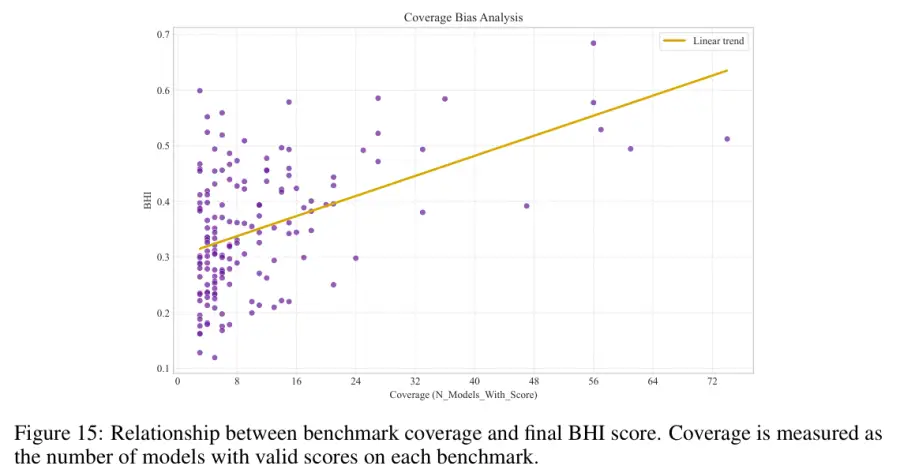 Coverage Bias Analysis
0.7
0.6
0.5
0.4
0.3
0.2
0.1
BHI
Linear trend
0 8 16 24 32 40 48 56 64 72
Coverage (N_Models_With_Score)
Figure 15: Relationship between benchmark coverage and final BHI score. Coverage is measured as
the number of models with valid scores on each benchmark.